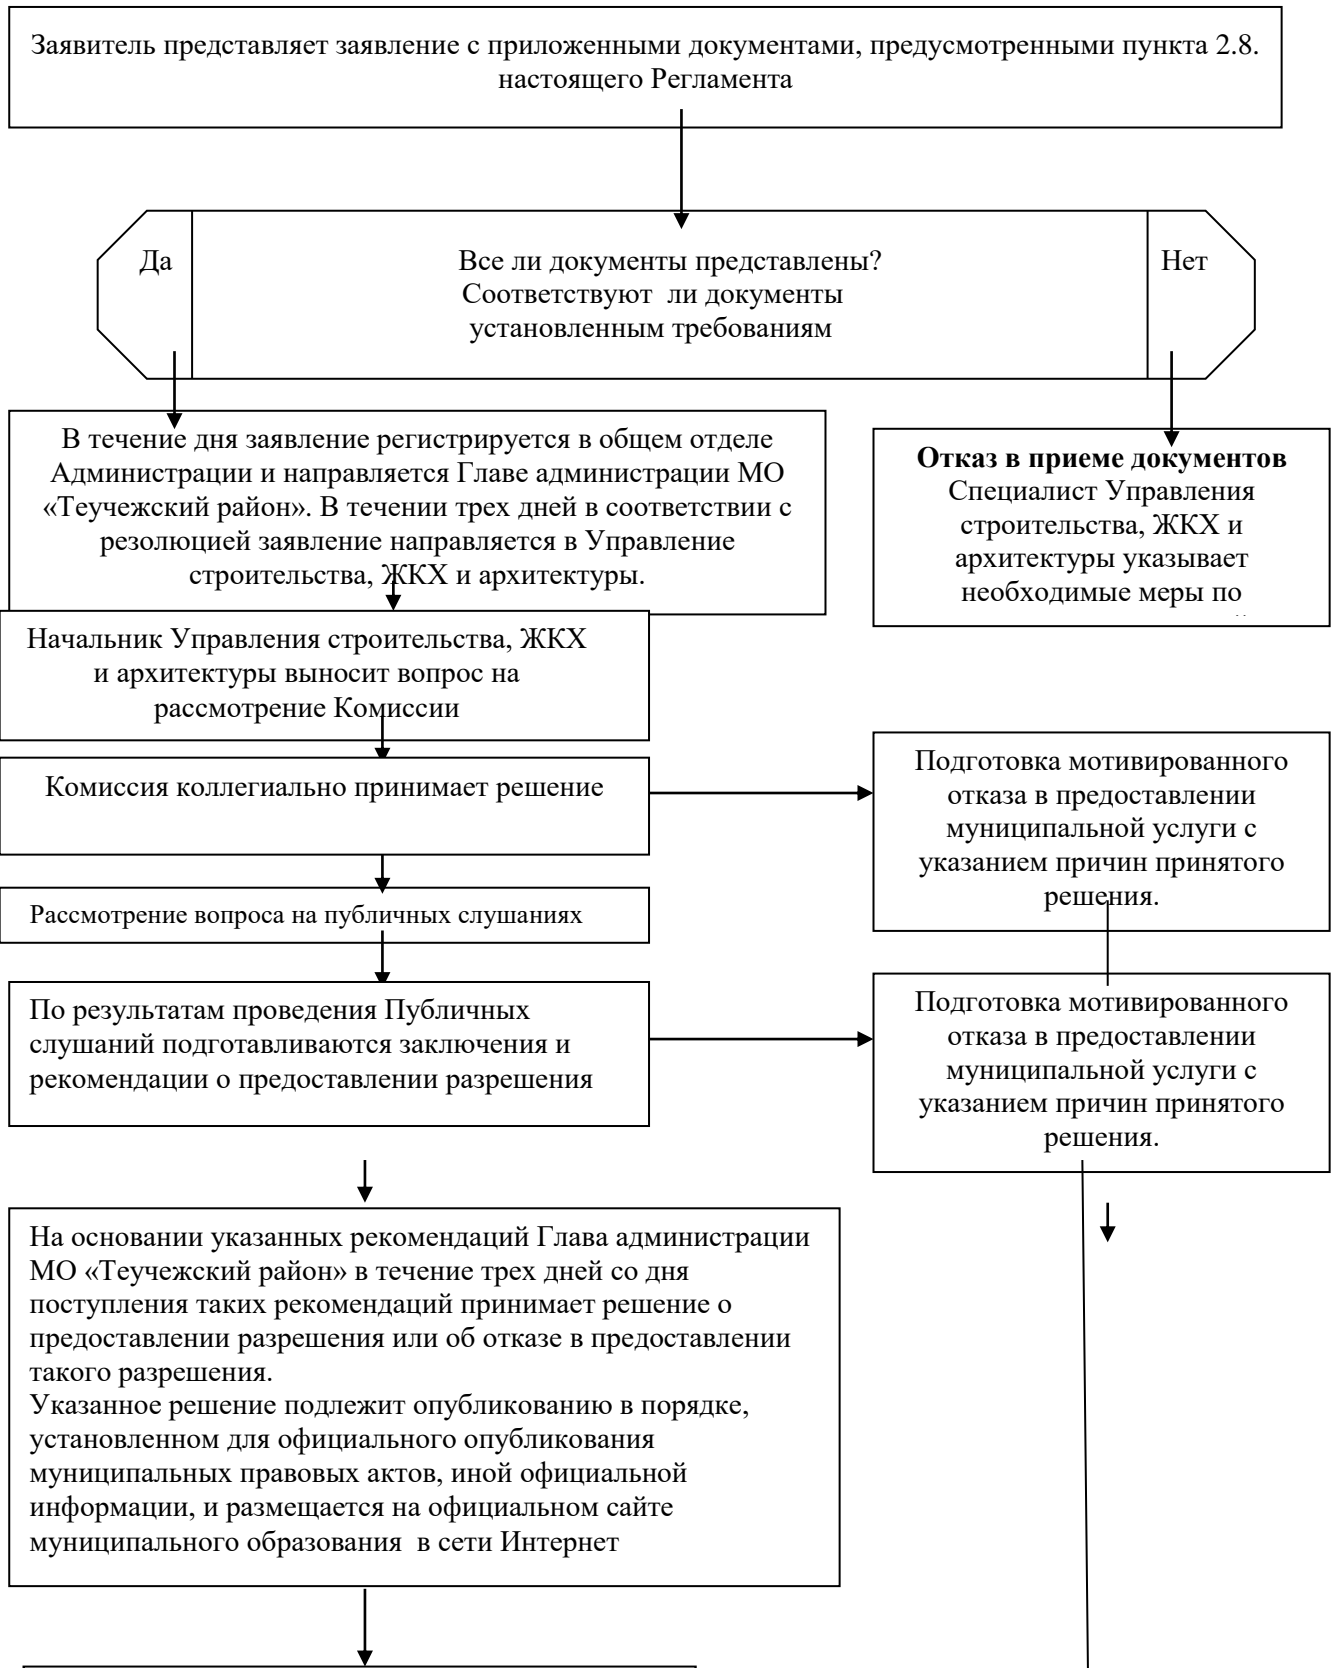 Заявитель представляет заявление с приложенными документами, предусмотренными пункта 2.8.
настоящего Регламента
Да
Все ли документы представлены?
Соответствуют ли документы
установленным требованиям
Нет
В течение дня заявление регистрируется в общем отделе
Администрации и направляется Главе администрации МО
«Теучежский район». В течении трех дней в соответствии с
резолюцией заявление направляется в Управление
строительства, ЖКХ и архитектуры.
Отказ в приеме документов
Специалист Управления
строительства, ЖКХ и
архитектуры указывает
необходимые меры по
Начальник Управления строительства, ЖКХ
и архитектуры выносит вопрос на
рассмотрение Комиссии
Комиссия коллегиально принимает решение
Подготовка мотивированного
отказа в предоставлении
муниципальной услуги с
указанием причин принятого
решения.
Рассмотрение вопроса на публичных слушаниях
По результатам проведения Публичных
слушаний подготавливаются заключения и
рекомендации о предоставлении разрешения
Подготовка мотивированного
отказа в предоставлении
муниципальной услуги с
указанием причин принятого
решения.
На основании указанных рекомендаций Глава администрации
МО «Теучежский район» в течение трех дней со дня
поступления таких рекомендаций принимает решение о
предоставлении разрешения или об отказе в предоставлении
такого разрешения.
Указанное решение подлежит опубликованию в порядке,
установленном для официального опубликования
муниципальных правовых актов, иной официальной
информации, и размещается на официальном сайте
муниципального образования в сети Интернет